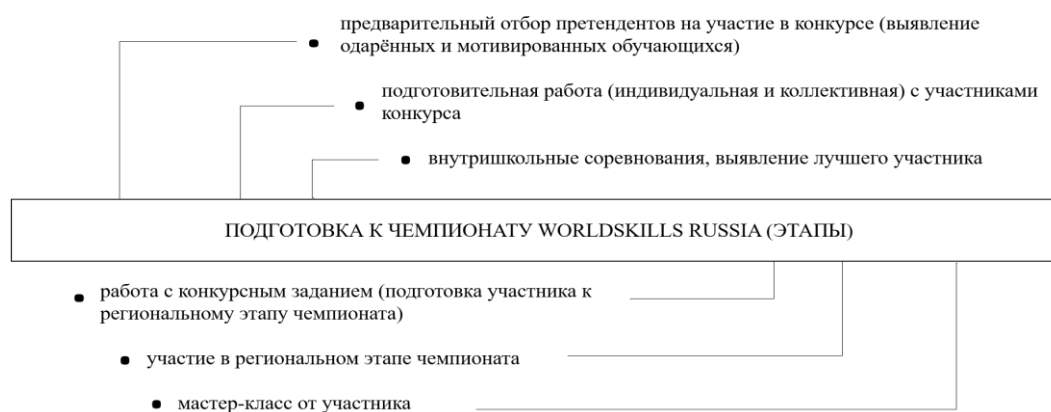 предварительный отбор претендентов на участие в конкурсе (выявление
одарённых и мотивированных обучающихся)
подготовительная работа (индивидуальная и коллективная) с участниками
конкурса
внутришкольные соревнования, выявление лучшего участника
ПОДГОТОВКА К ЧЕМПИОНАТУ WORLDSKILLS RUSSIA (ЭТАПЫ)
работа с конкурсным заданием (подготовка участника к
региональному этапу чемпионата)
участие в региональном этапе чемпионата
мастер-класс от участника